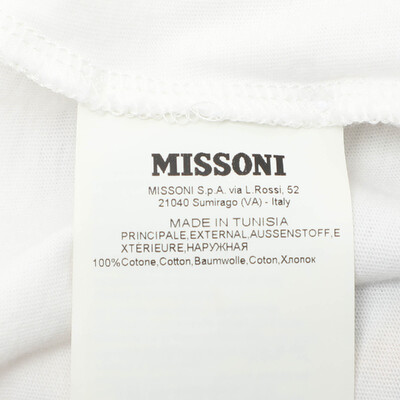 MISSONI
MISSONI S.p.A. via L.Rossi, 52
21040 Sumirago (VA) - Italy
MADE IN TUNISIA
PRINCIPALE,EXTERNAL,AUSSENSTOFF,E
XTERIEURE,НАРУЖНАЯ
100%Cotone,Cotton,Baumwolle,Coton,Хлопок